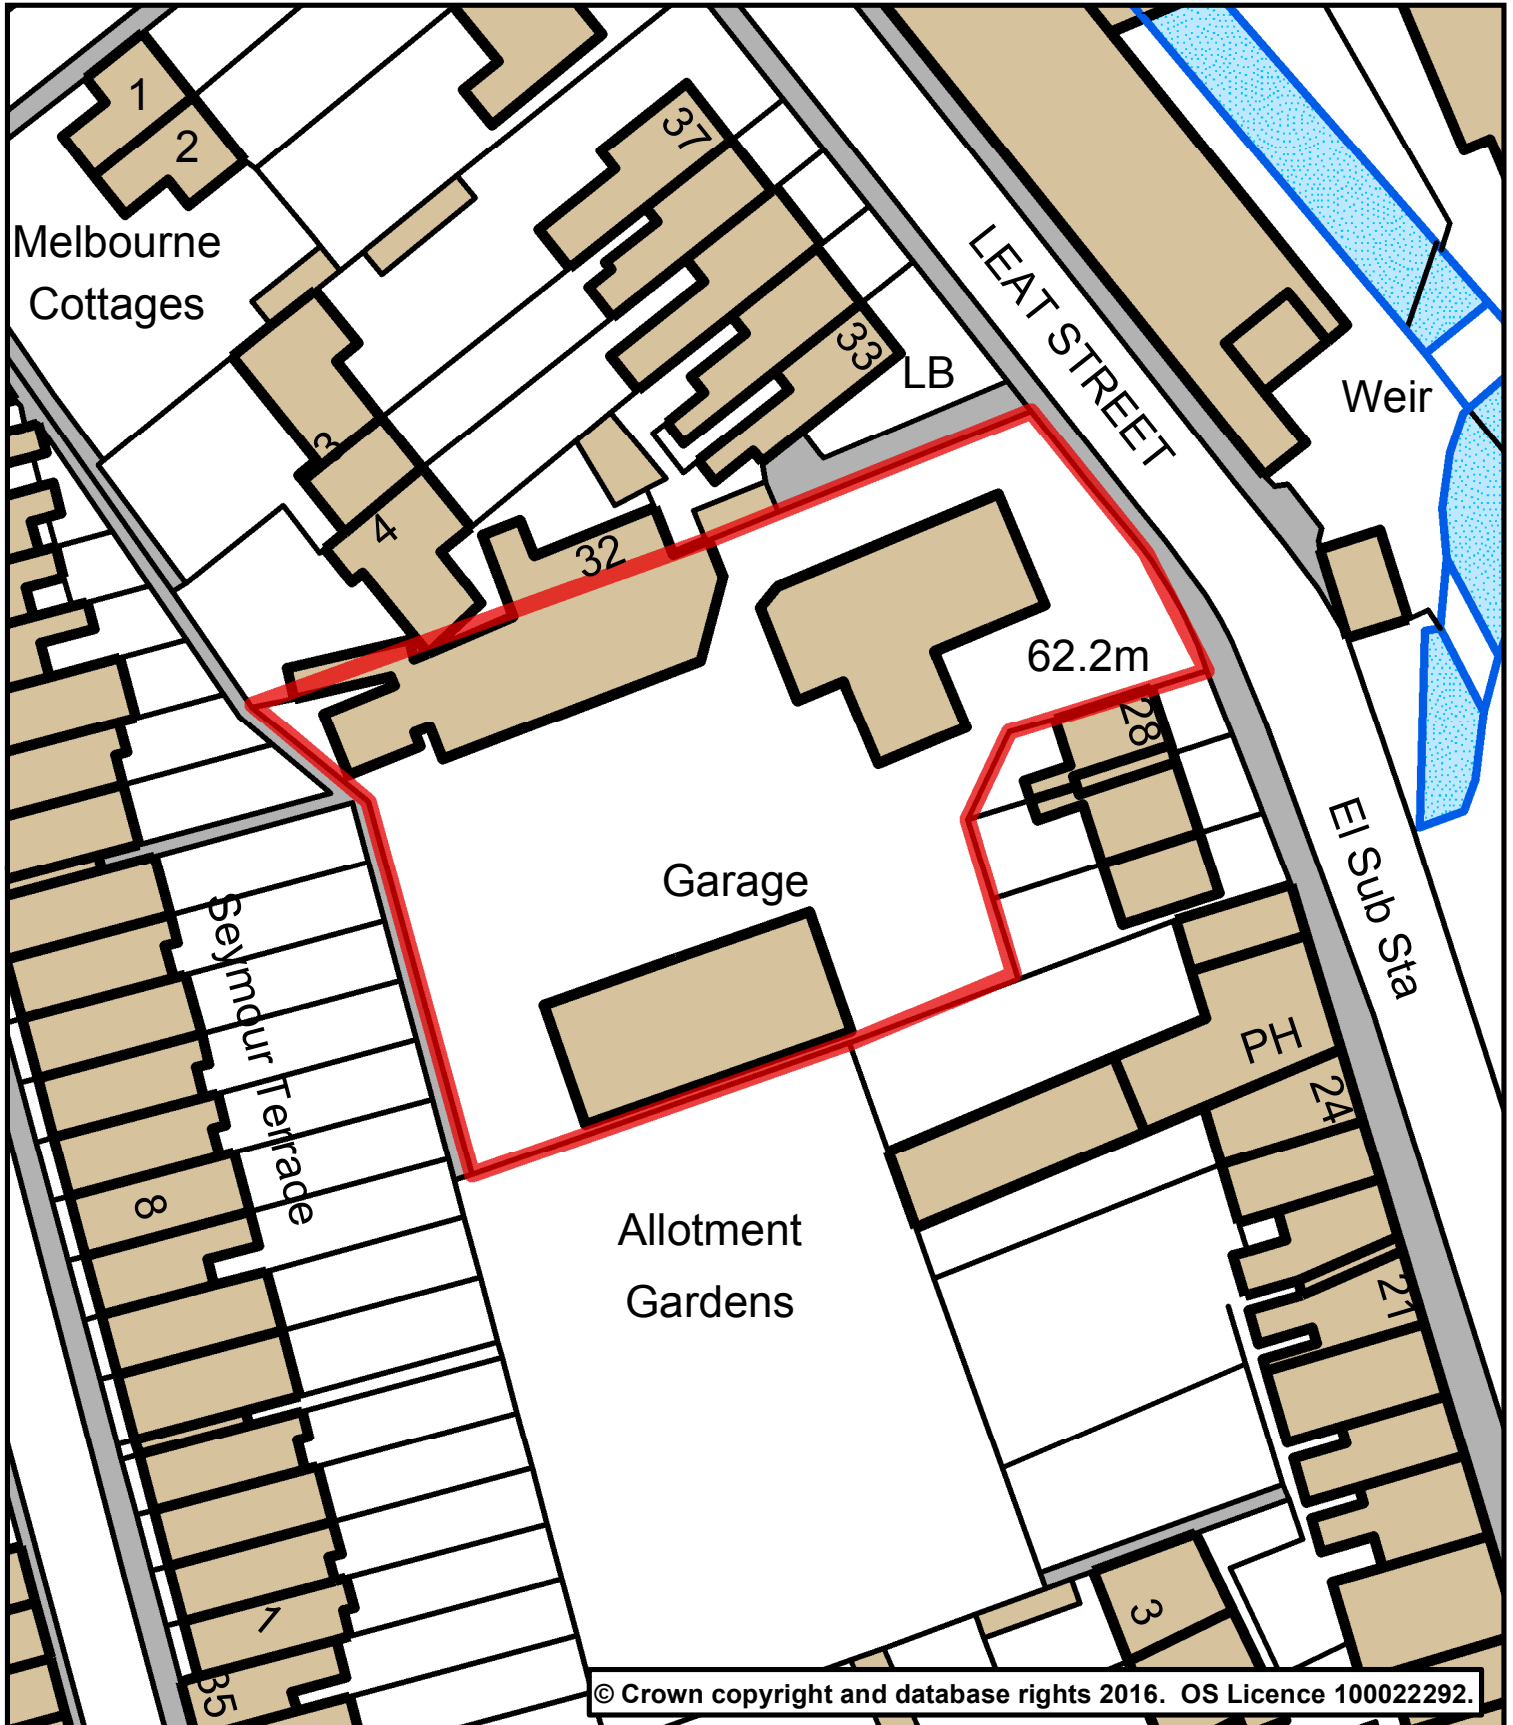 1
2
37
Melbourne
Cottages
LEAT STREET
33
LB
Weir
3
4
32
62.2m
28
Garage
El Sub Sta
Seymour Terrace
PH
24
8
Allotment
Gardens
21
1
3
35
© Crown copyright and database rights 2016. OS Licence 100022292.